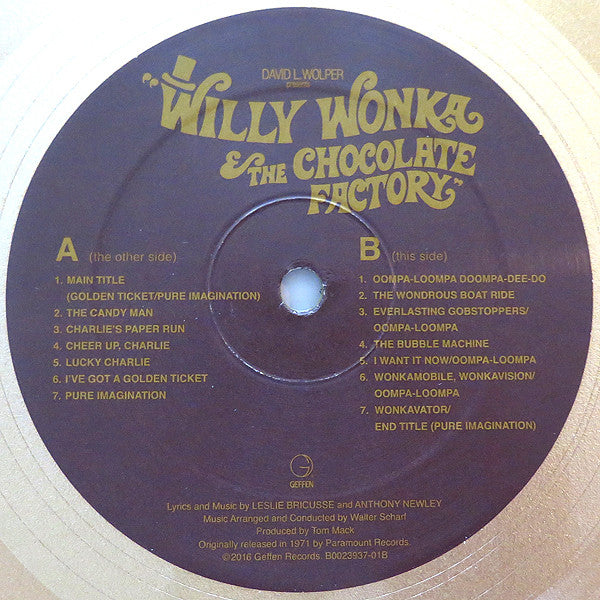 DAVID L. WOLPER
presents
"WILLY WONKA
& THE CHOCOLATE
FACTORY"
A (the other side)
1. MAIN TITLE
(GOLDEN TICKET/PURE IMAGINATION)
2. THE CANDY MAN
3. CHARLIE'S PAPER RUN
4. CHEER UP, CHARLIE
5. LUCKY CHARLIE
6. I'VE GOT A GOLDEN TICKET
7. PURE IMAGINATION
B (this side)
1. OOMPA-LOOMPA DOOMPA-DEE-DO
2. THE WONDROUS BOAT RIDE
3. EVERLASTING GOBSTOPPERS/
OOMPA-LOOMPA
4. THE BUBBLE MACHINE
5. I WANT IT NOW/OOMPA-LOOMPA
6. WONKAMOBILE, WONKAVISION/
OOMPA-LOOMPA
7. WONKAVATOR/
END TITLE (PURE IMAGINATION)
G
GEFFEN
Lyrics and Music by LESLIE BRICUSSE and ANTHONY NEWLEY
Music Arranged and Conducted by Walter Scharf
Produced by Tom Mack
Originally released in 1971 by Paramount Records.
©2016 Geffen Records. B0023937-01B